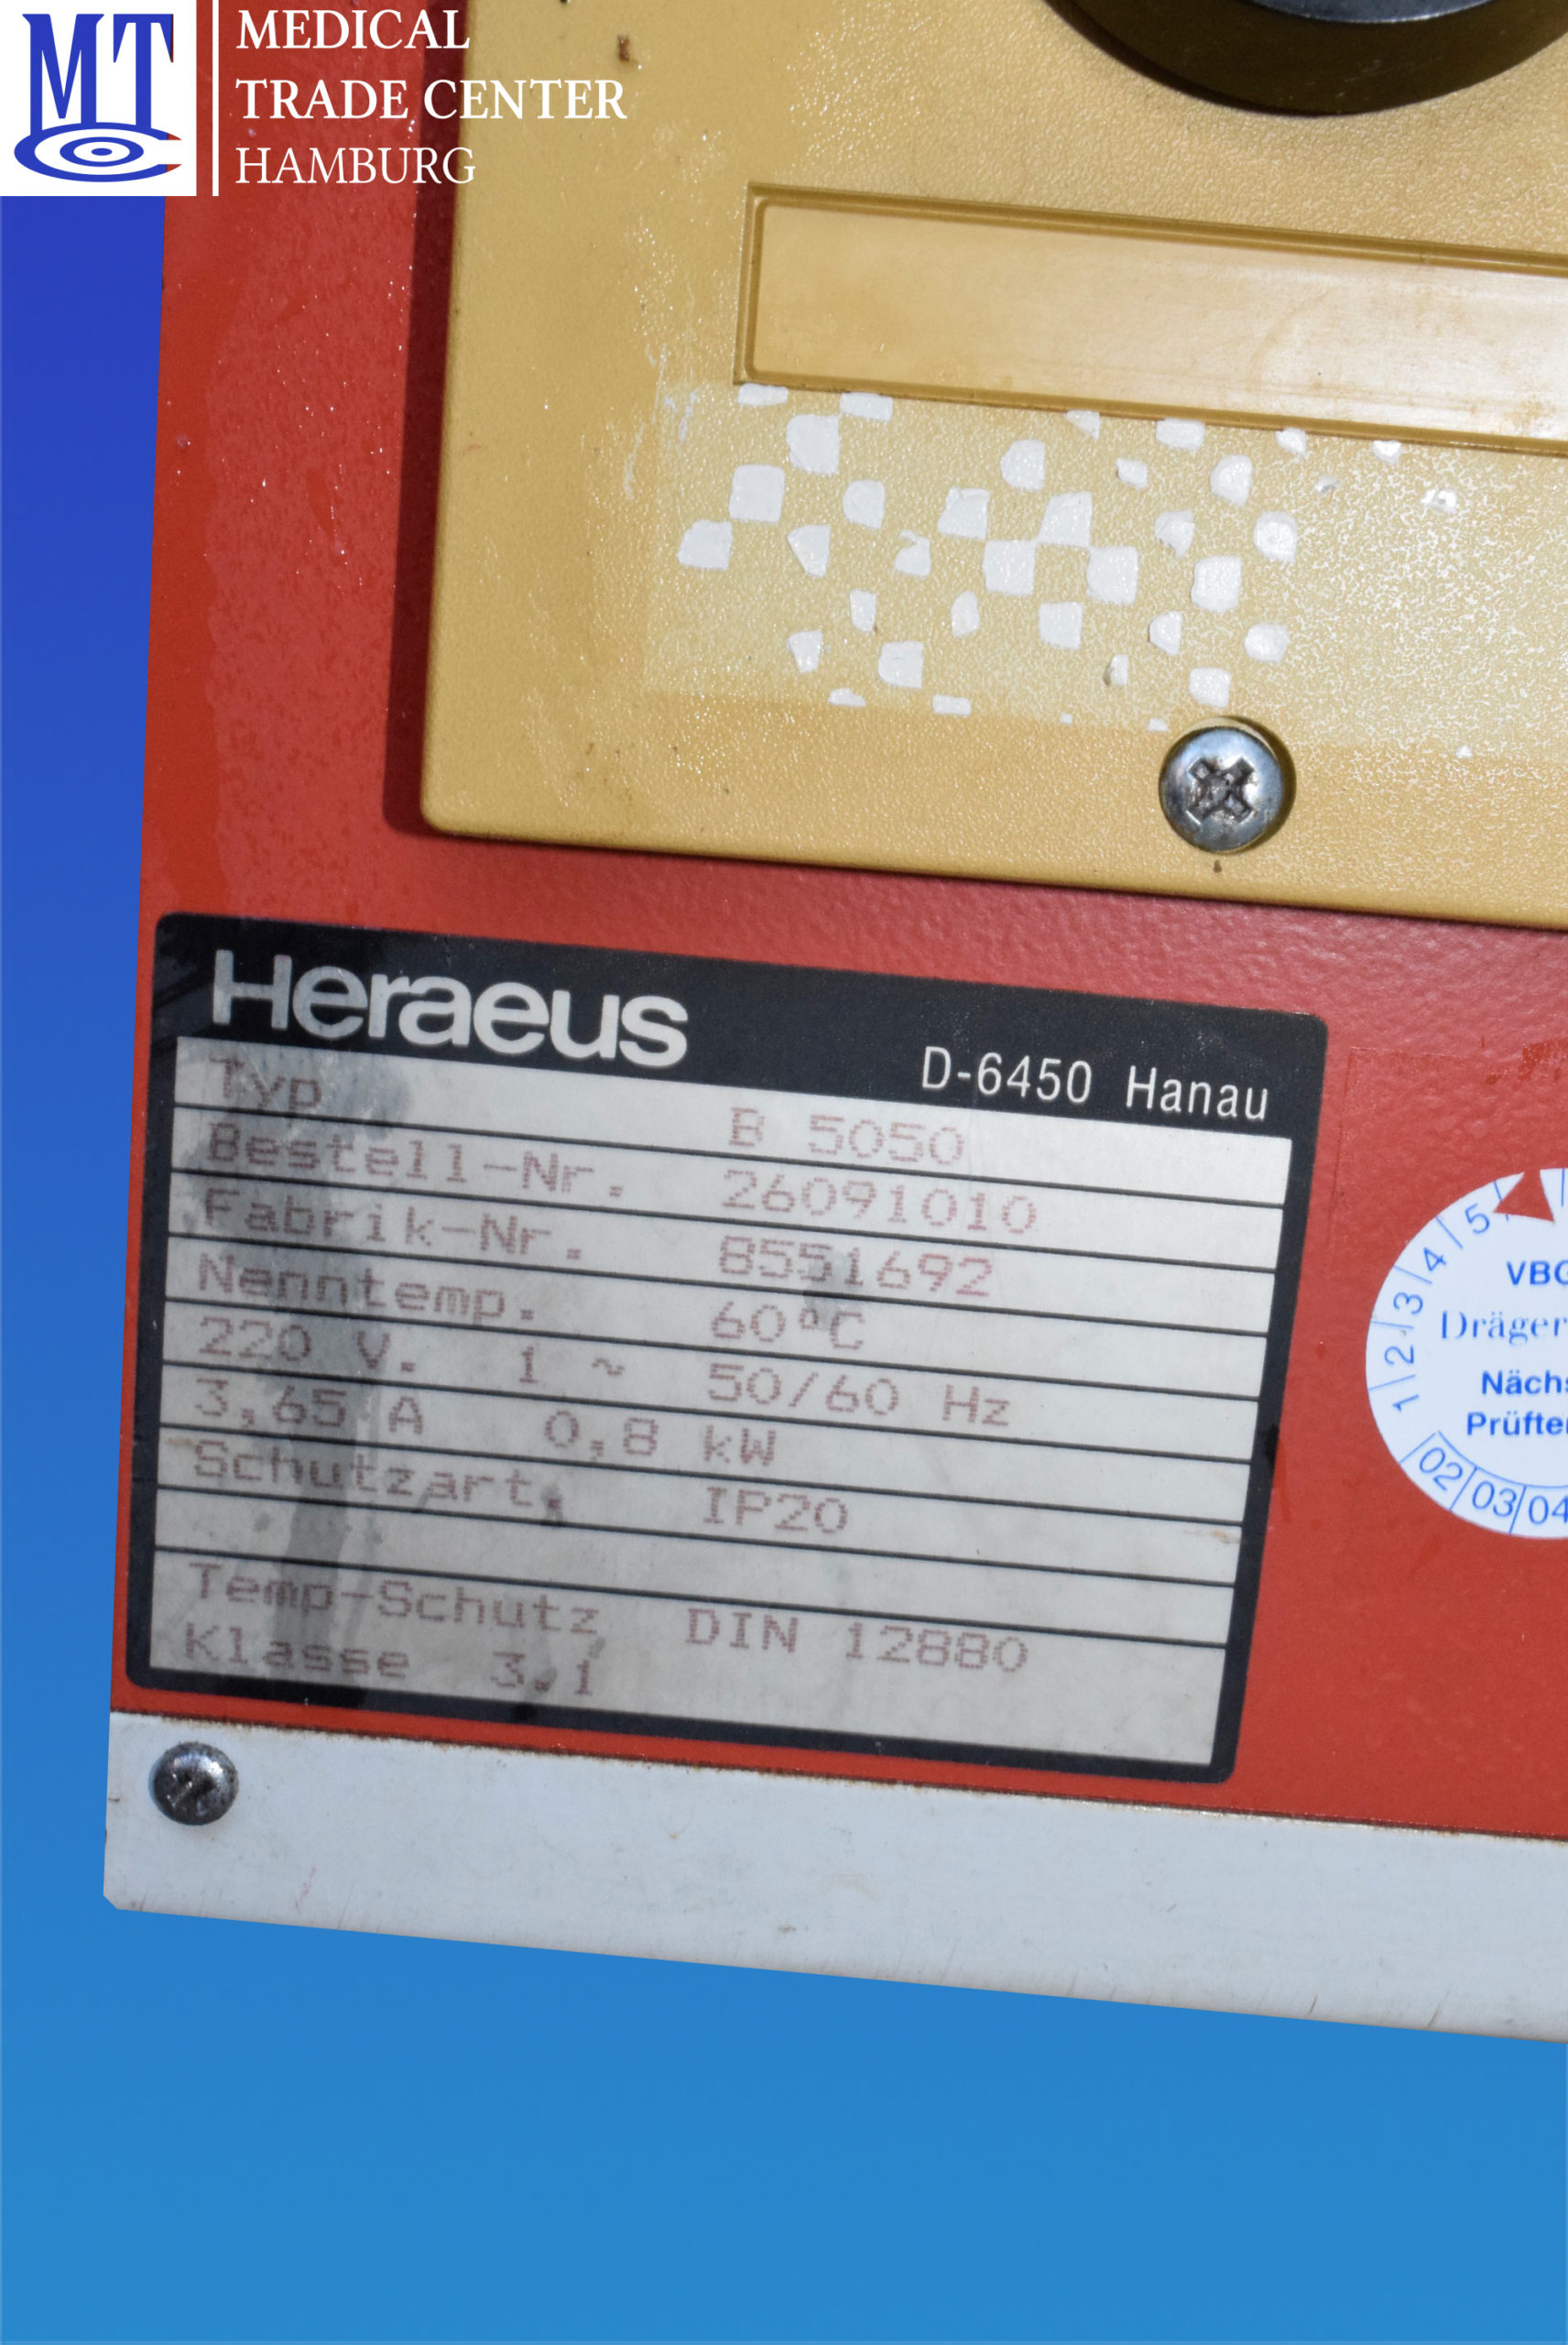 MTC
MEDICAL
TRADE CENTER
HAMBURG
Heraeus
D-6450 Hanau
Typ B 5050
Bestell-Nr. 26091010
Fabrik-Nr. 8551692
Nenntemp. 60°C
220 V. 1 ~ 50/60 Hz
3,65 A 0,8 kW
Schutzart. IP20
Temp-Schutz DIN 12880
Klasse 3.1
1 2 3 4 5
VBG
Dräger
Nächs
Prüfte
02 03 04